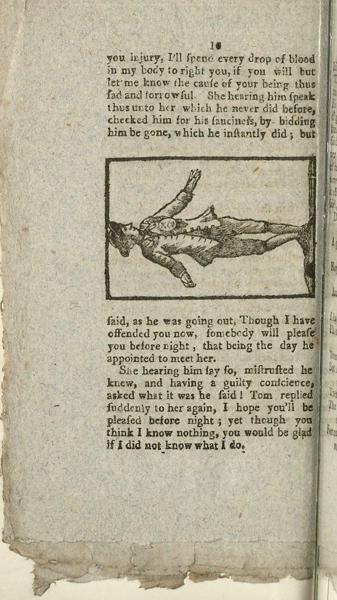 10
you injury, I'll spend every drop of blood
in my body to right you, if you will but
let me know the cauſe of your being thus
ſad and ſorrowful. She hearing him ſpeak
thus unto her which he never did before,
checked him for his ſaucineſs, by bidding
him be gone, which he inſtantly did; but
ſaid, as he was going out, Though I have
offended you now, ſomebody will pleaſe
you before night, that being the day he
appointed to meet her.
She hearing him ſay ſo, miſtruſted he
knew, and having a guilty conſcience,
asked what it was he ſaid! Tom replied
ſuddenly to her again, I hope you'll be
pleaſed before night; yet though you
think I know nothing, you would be glad
if I did not know what I do.